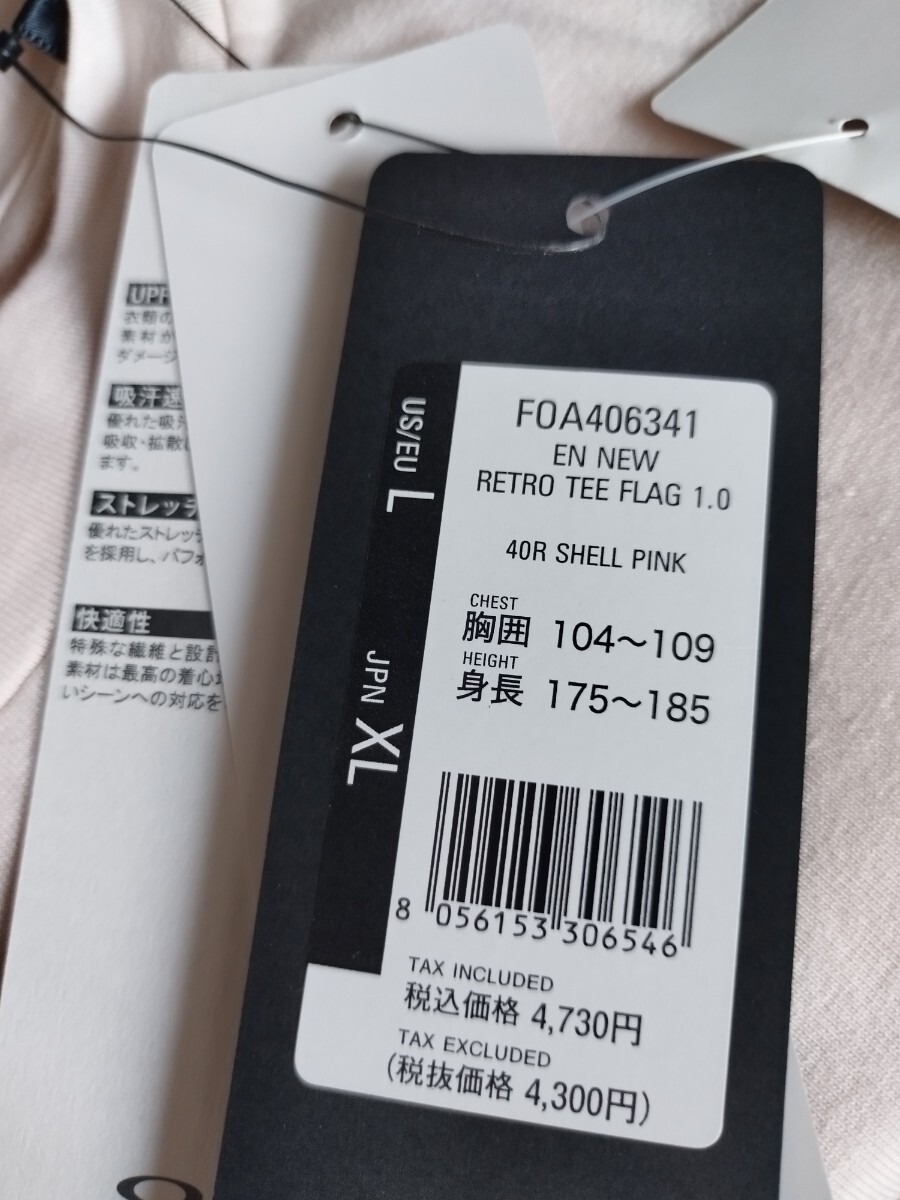 UPF
衣類の
素材が
ダメージ
吸汗速
優れた吸汗
吸収・拡散
ます。
ストレッチ
優れたストレッチ
を採用し、パフォ
快適性
特殊な繊維と設計
素材は最高の着心地
いシーンへの対応を
US/EU L
JPN XL
FOA406341
EN NEW
RETRO TEE FLAG 1.0
40R SHELL PINK
CHEST
胸囲 104〜109
HEIGHT
身長 175〜185
8 056153 306546
TAX INCLUDED
税込価格 4,730円
TAX EXCLUDED
(税抜価格 4,300円)